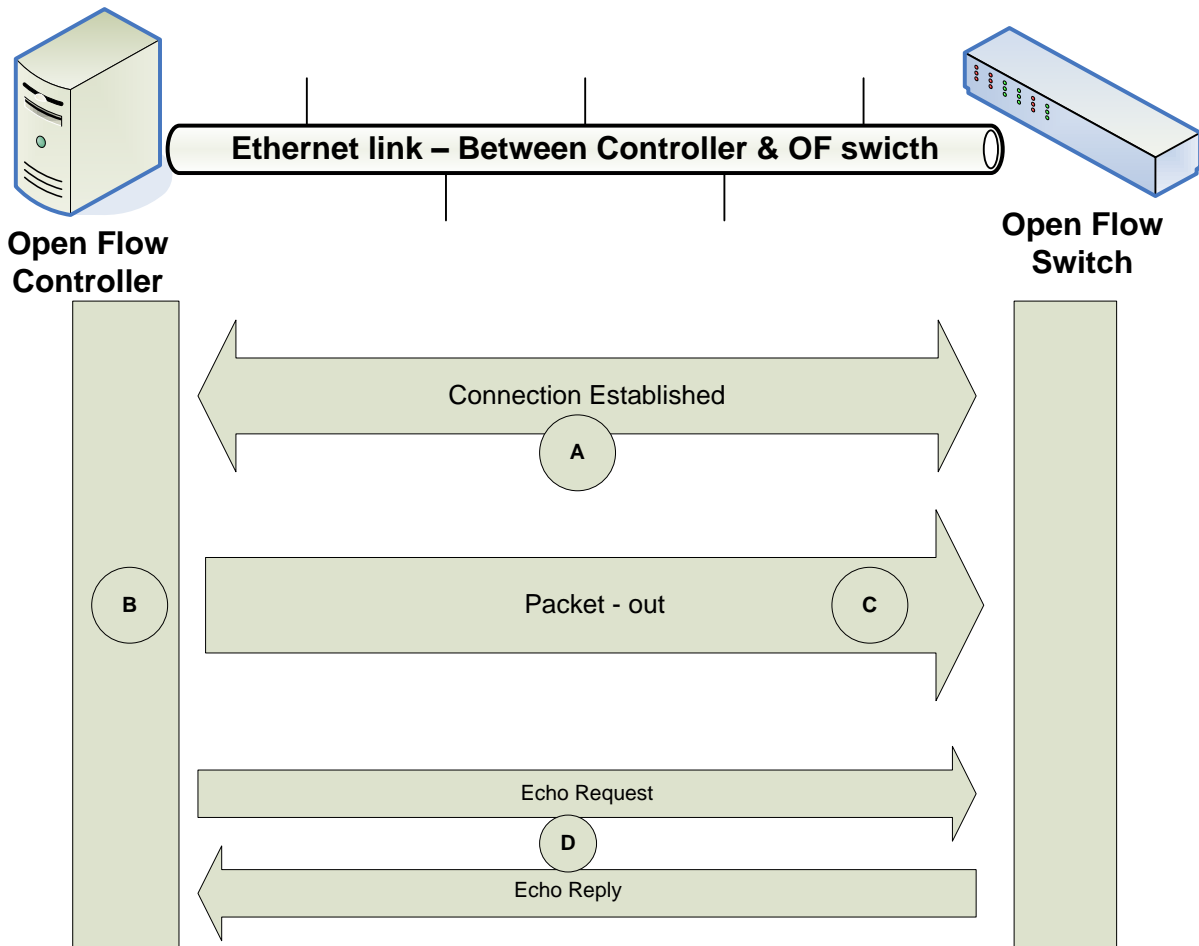 Ethernet link – Between Controller & OF swicth
Open Flow
Controller
Open Flow
Switch
Connection Established
A
B
Packet - out
C
Echo Request
D
Echo Reply